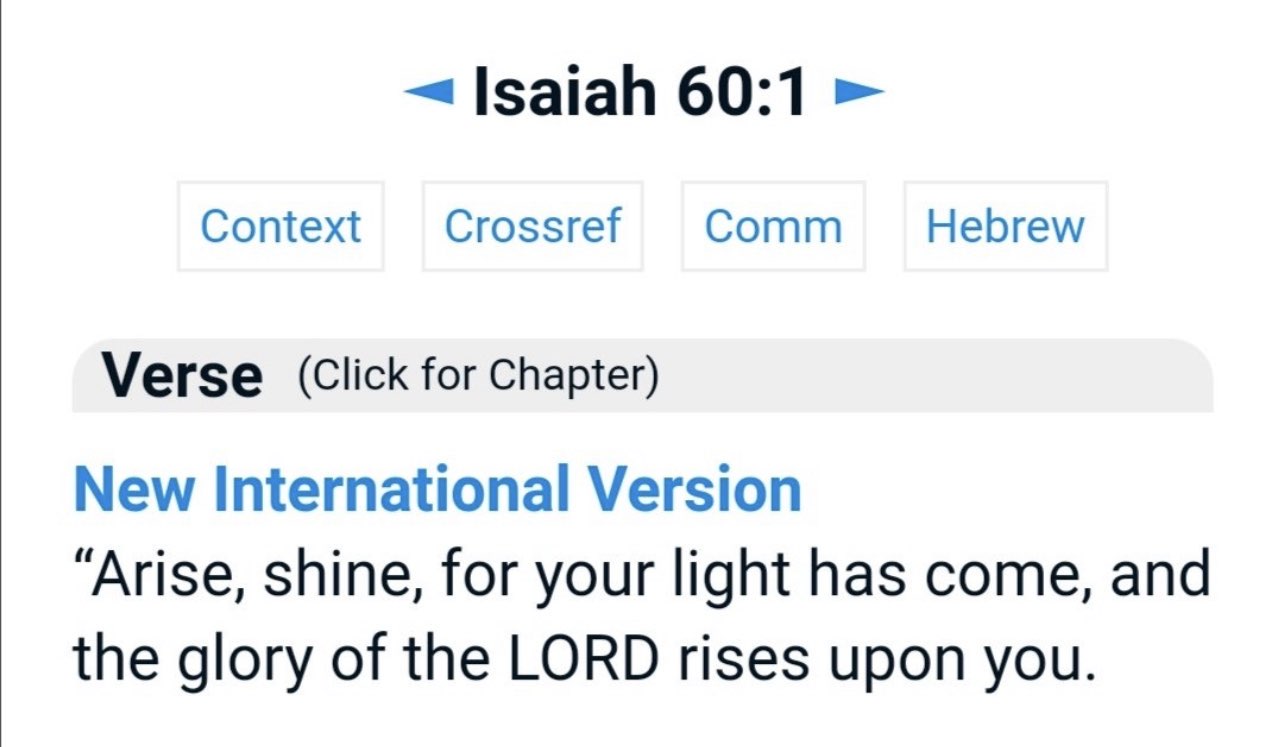 ◄ Isaiah 60:1 ►
Context Crossref Comm Hebrew
Verse (Click for Chapter)
New International Version
“Arise, shine, for your light has come, and
the glory of the LORD rises upon you.